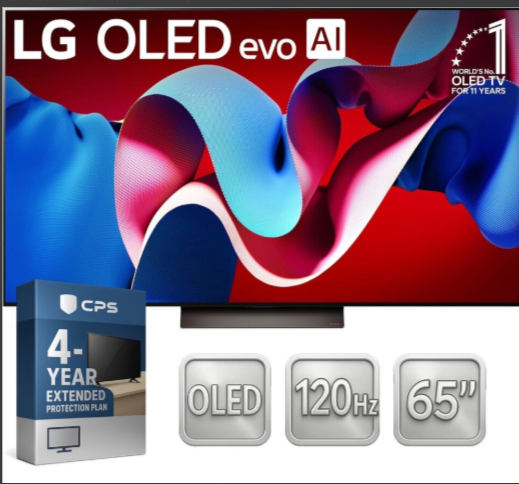 LG OLED evo AI
1
WORLD'S No.
OLED TV
FOR 11 YEARS
CPS
4-
YEAR
EXTENDED
PROTECTION PLAN
OLED
120Hz
65”